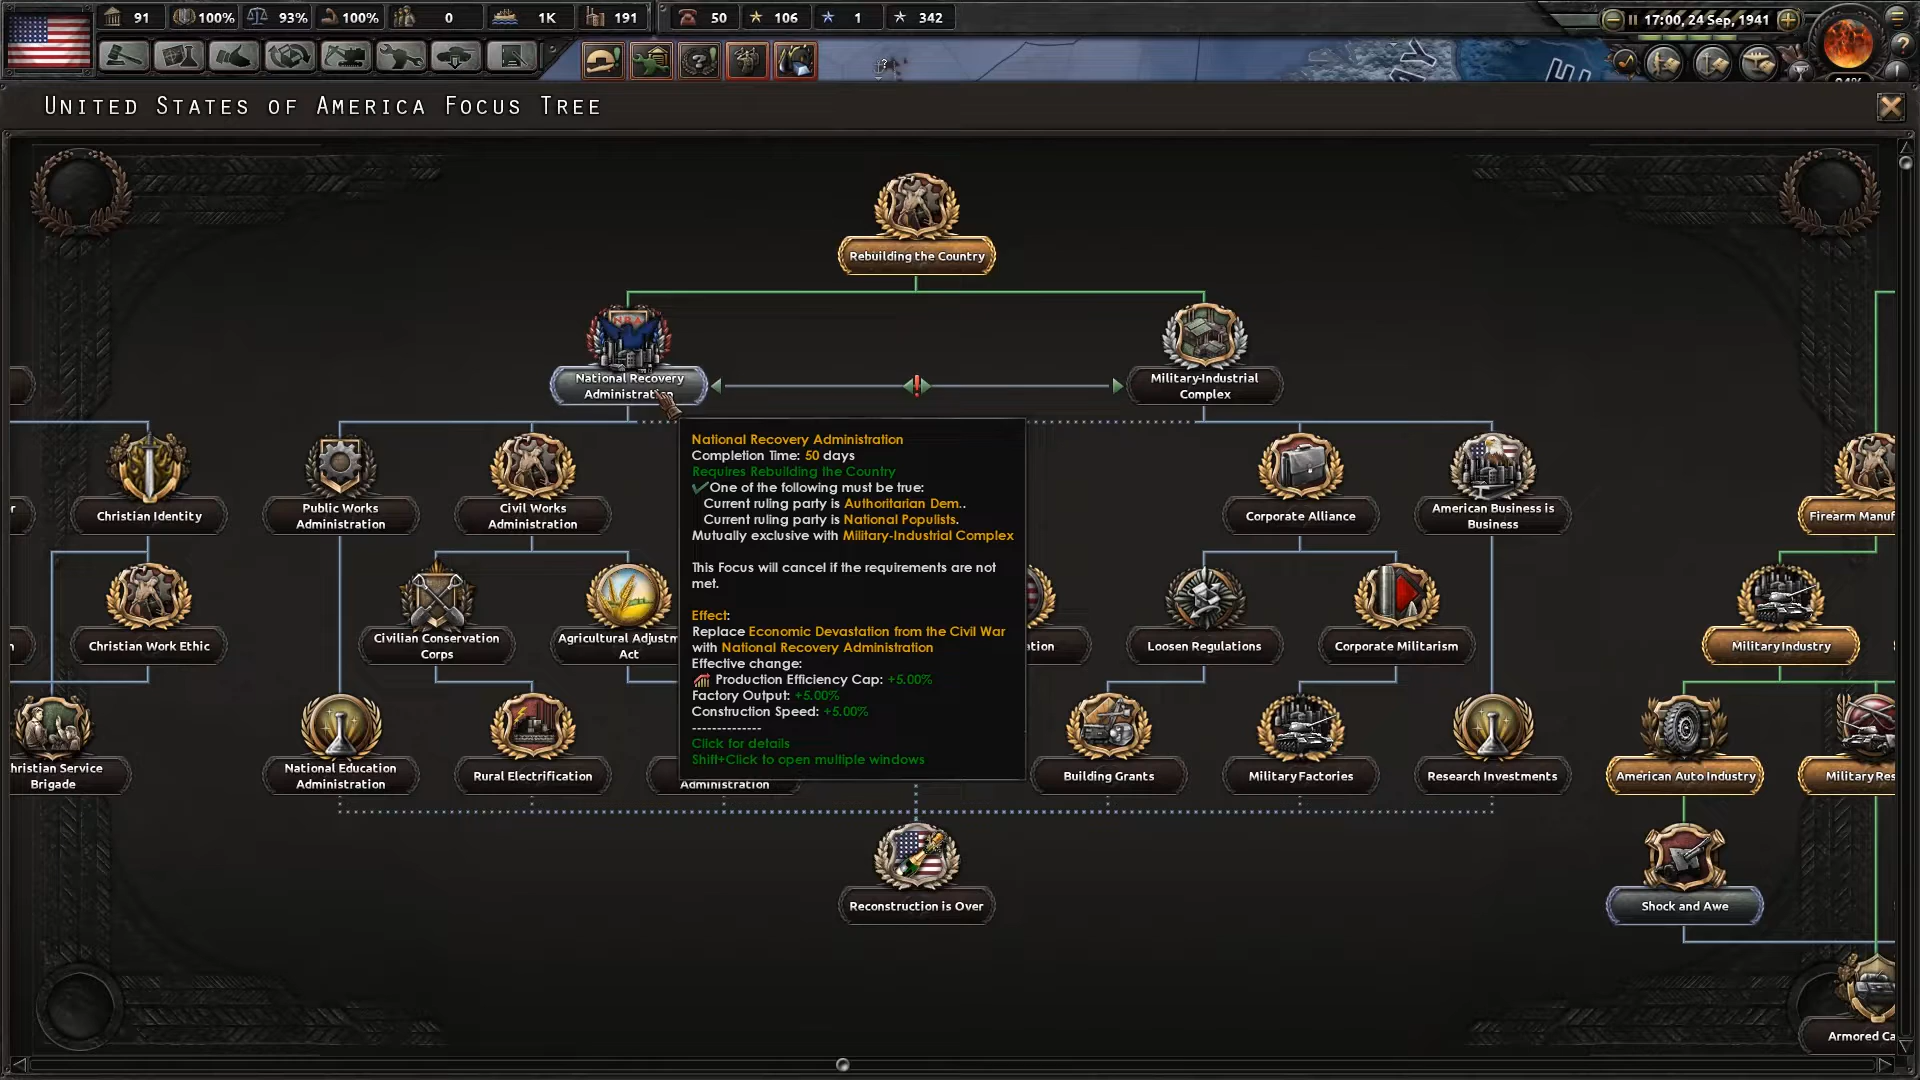 91
100%
93%
100%
0
1K
191
50
106
1
342
17:00, 24 Sep, 1941
United States of America Focus Tree
Rebuilding the Country
NRA
National Recovery
Administration
Military-Industrial
Complex
National Recovery Administration
Completion Time: 50 days
Requires Rebuilding the Country
One of the following must be true:
Current ruling party is Authoritarian Dem..
Current ruling party is National Populists.
Mutually exclusive with Military-Industrial Complex
This Focus will cancel if the requirements are not
met.
Effect:
Replace Economic Devastation from the Civil War
with National Recovery Administration
Effective change:
Production Efficiency Cap: +5.00%
Factory Output: +5.00%
Construction Speed: +5.00%
--------------
Click for details
Shift+Click to open multiple windows
Christian Identity
Public Works
Administration
Civil Works
Administration
Corporate Alliance
American Business is
Business
Firearm Manuf
Christian Work Ethic
Civilian Conservation
Corps
Agricultural Adjustm
Act
ation
Loosen Regulations
Corporate Militarism
Military Industry
hristian Service
Brigade
National Education
Administration
Rural Electrification
Administration
Building Grants
Military Factories
Research Investments
American Auto Industry
Military Res
Reconstruction is Over
Shock and Awe
Armored Ca